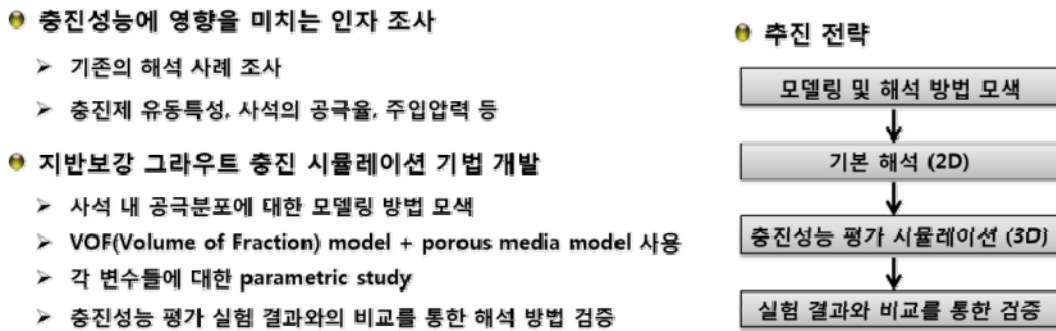 충진성능에 영향을 미치는 인자 조사
➢ 기존의 해석 사례 조사
➢ 충진제 유동특성, 사석의 공극율, 주입압력 등
지반보강 그라우트 충진 시뮬레이션 기법 개발
➢ 사석 내 공극분포에 대한 모델링 방법 모색
➢ VOF(Volume of Fraction) model + porous media model 사용
➢ 각 변수들에 대한 parametric study
➢ 충진성능 평가 실험 결과와의 비교를 통한 해석 방법 검증
추진 전략
모델링 및 해석 방법 모색
기본 해석 (2D)
충진성능 평가 시뮬레이션 (3D)
실험 결과와 비교를 통한 검증